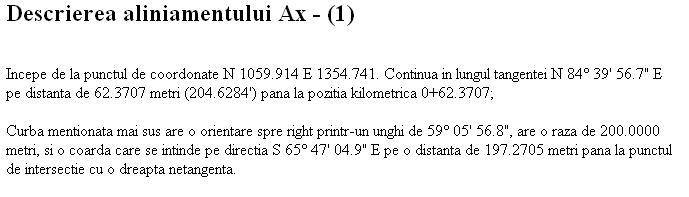 Descrierea aliniamentului Ax - (1)
Incepe de la punctul de coordonate N 1059.914 E 1354.741. Continua in lungul tangentei N 84° 39' 56.7" E
pe distanta de 62.3707 metri (204.6284') pana la pozitia kilometrica 0+62.3707;
Curba mentionata mai sus are o orientare spre right printr-un unghi de 59° 05' 56.8", are o raza de 200.0000
metri, si o coarda care se intinde pe directia S 65° 47' 04.9" E pe o distanta de 197.2705 metri pana la punctul
de intersectie cu o dreapta netangenta.